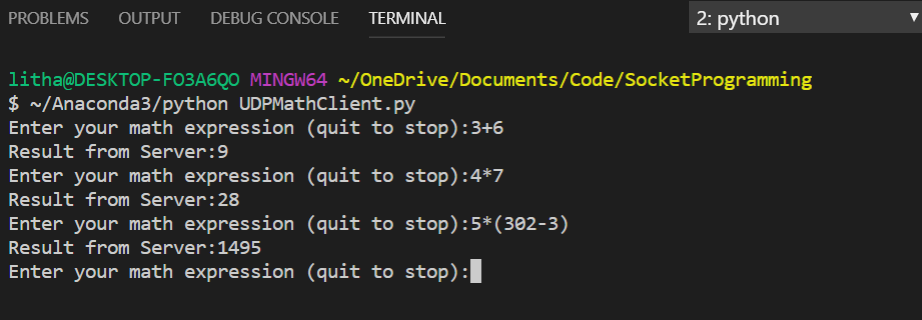 PROBLEMS OUTPUT DEBUG CONSOLE TERMINAL 2: python
litha@DESKTOP-FO3A6QO MINGW64 ~/OneDrive/Documents/Code/SocketProgramming
$ ~/Anaconda3/python UDPMathClient.py
Enter your math expression (quit to stop):3+6
Result from Server:9
Enter your math expression (quit to stop):4*7
Result from Server:28
Enter your math expression (quit to stop):5*(302-3)
Result from Server:1495
Enter your math expression (quit to stop):